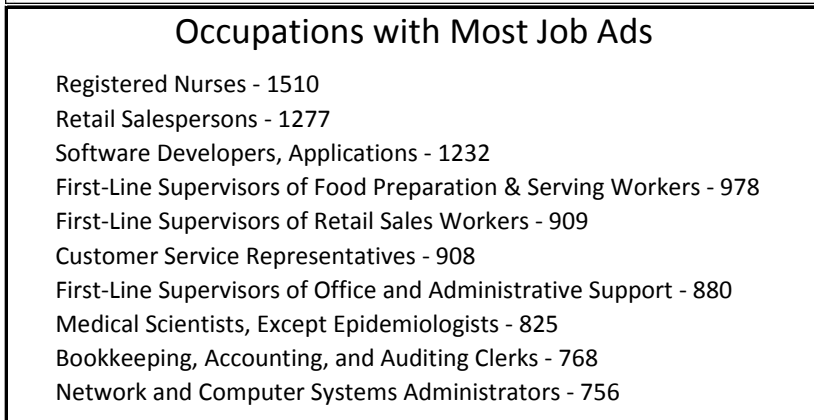 Occupations with Most Job Ads
Registered Nurses - 1510
Retail Salespersons - 1277
Software Developers, Applications - 1232
First-Line Supervisors of Food Preparation & Serving Workers - 978
First-Line Supervisors of Retail Sales Workers - 909
Customer Service Representatives - 908
First-Line Supervisors of Office and Administrative Support - 880
Medical Scientists, Except Epidemiologists - 825
Bookkeeping, Accounting, and Auditing Clerks - 768
Network and Computer Systems Administrators - 756